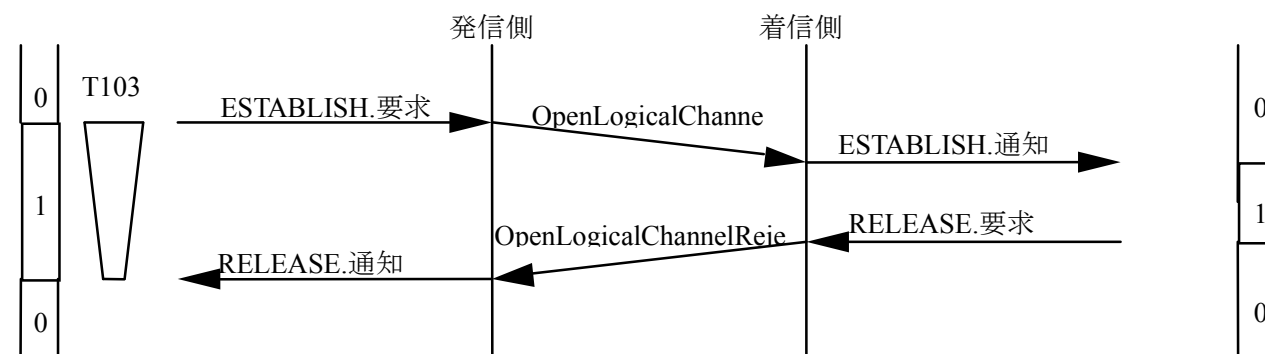 発信側
着信側
T103
0
ESTABLISH.要求
OpenLogicalChanne
0
ESTABLISH.通知
1
OpenLogicalChannelReje
RELEASE.要求
1
RELEASE.通知
0
0